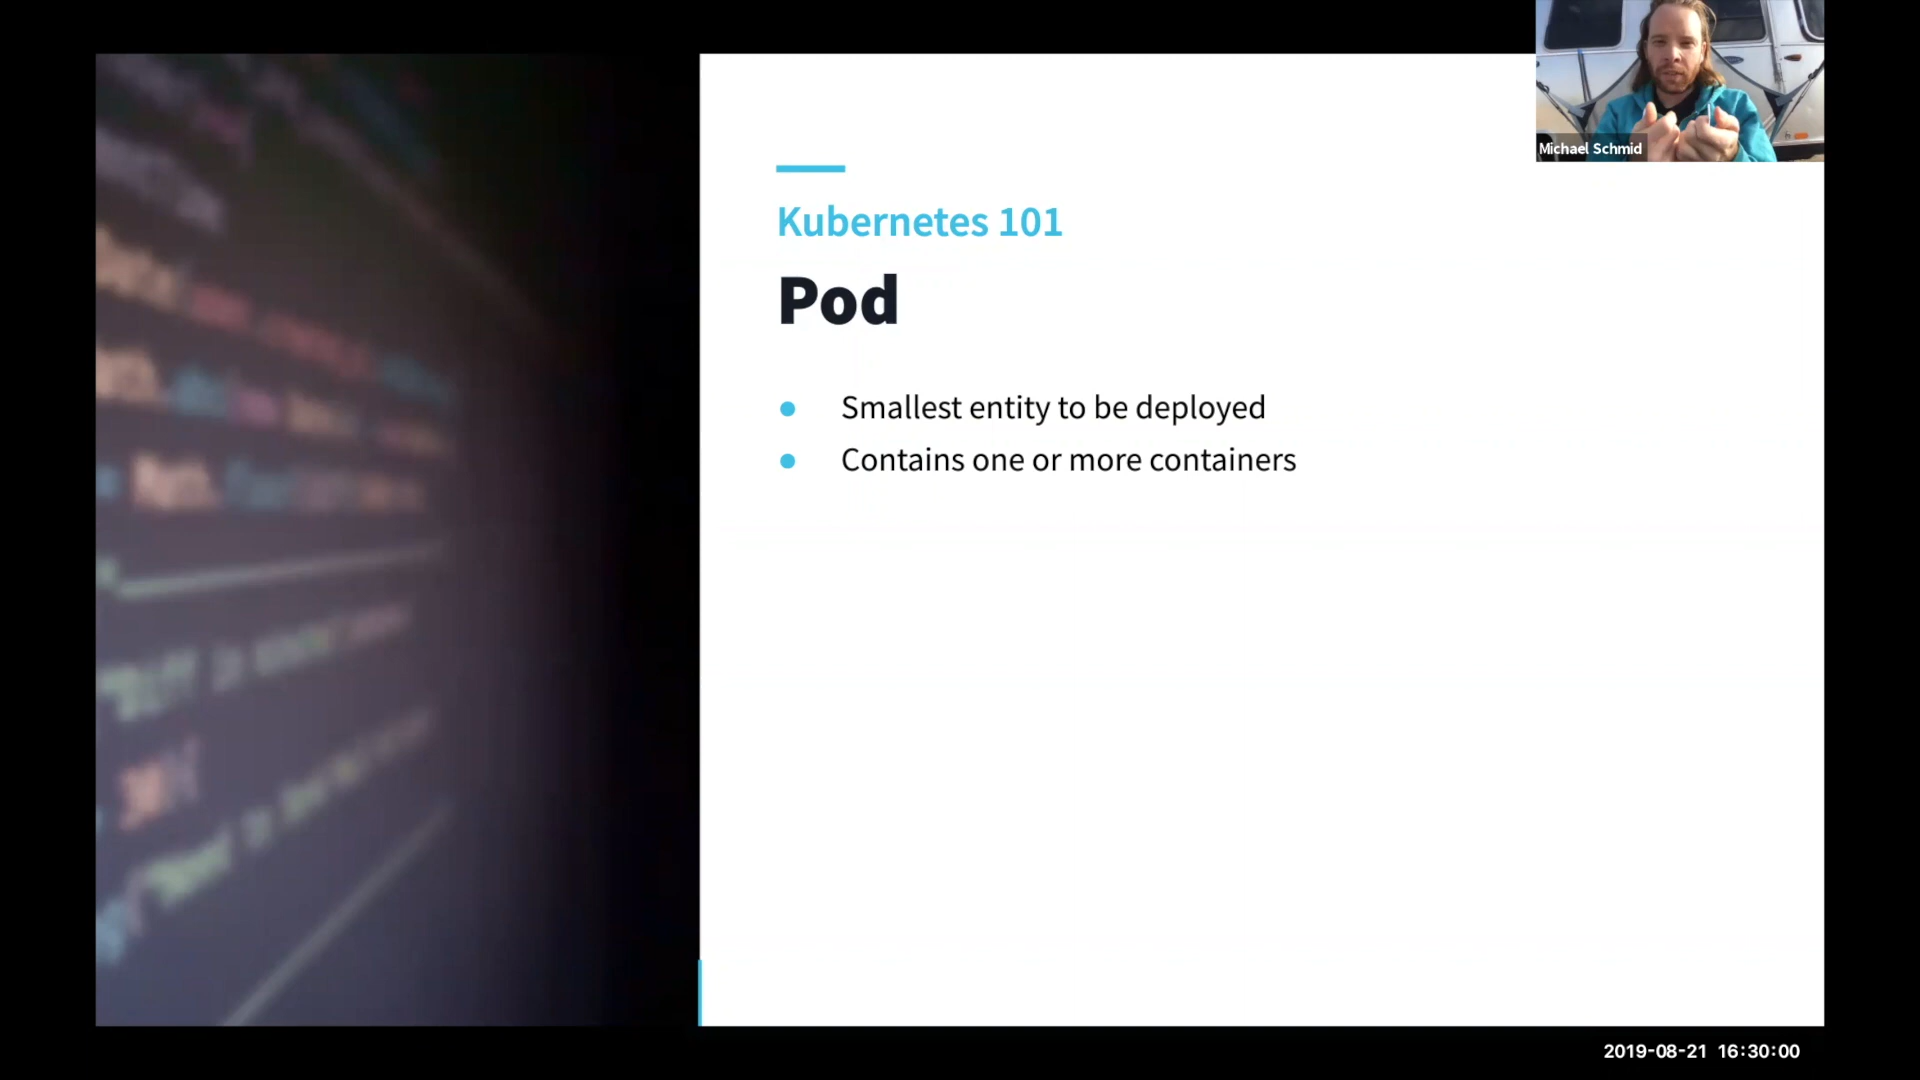 Michael Schmid
Kubernetes 101
Pod
Smallest entity to be deployed
Contains one or more containers
2019-08-21 16:30:00